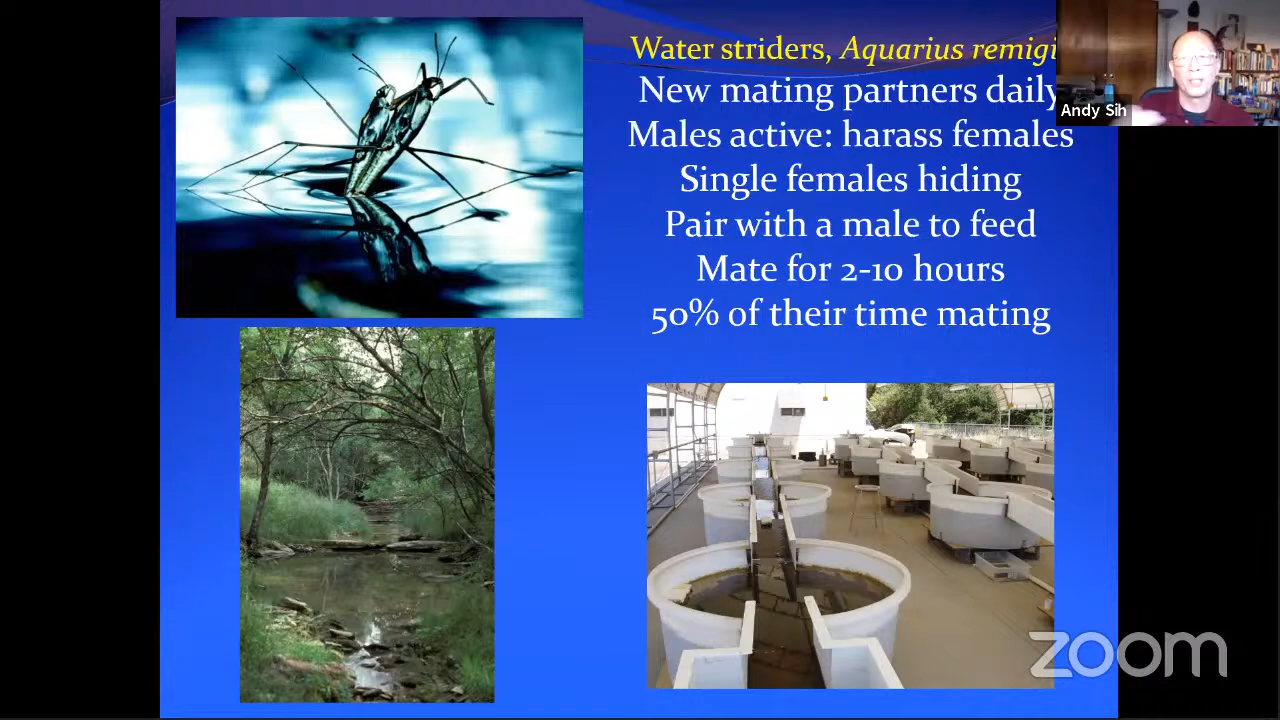 Water striders, Aquarius remigi
New mating partners daily
Males active: harass females
Single females hiding
Pair with a male to feed
Mate for 2-10 hours
50% of their time mating
Andy Sih
zoom